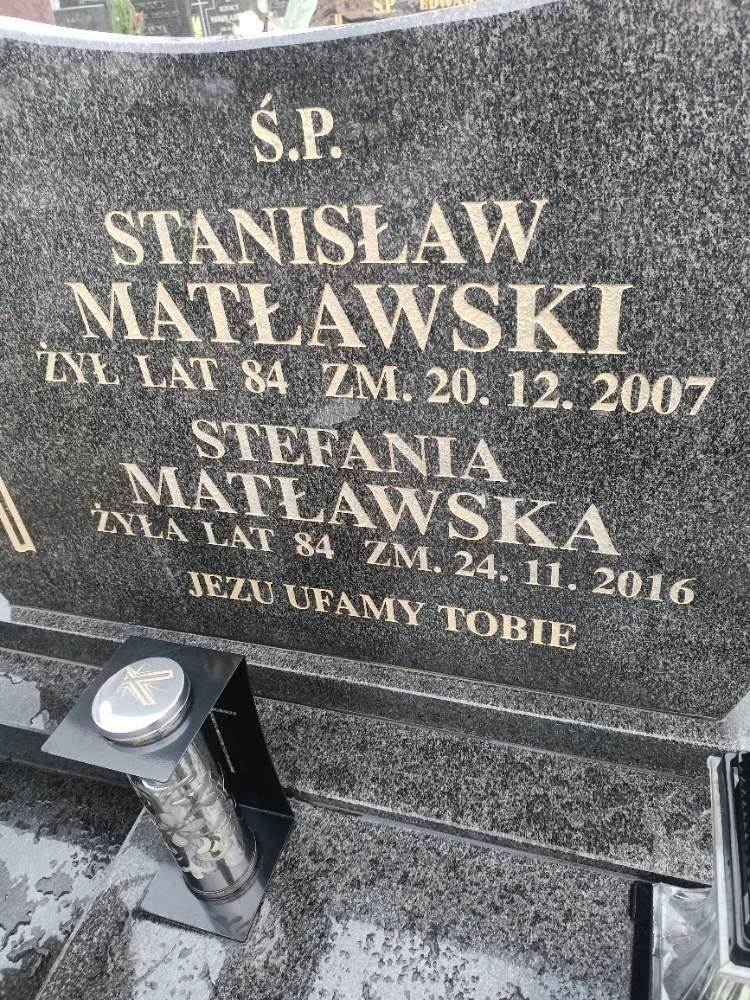 EDWAR
Ś.P.
Ś.P.
STANISŁAW
MATŁAWSKI
ŻYŁ LAT 84 ZM. 20. 12. 2007
STEFANIA
MATŁAWSKA
ŻYŁA LAT 84 ZM. 24. 11. 2016
JEZU UFAMY TOBIE